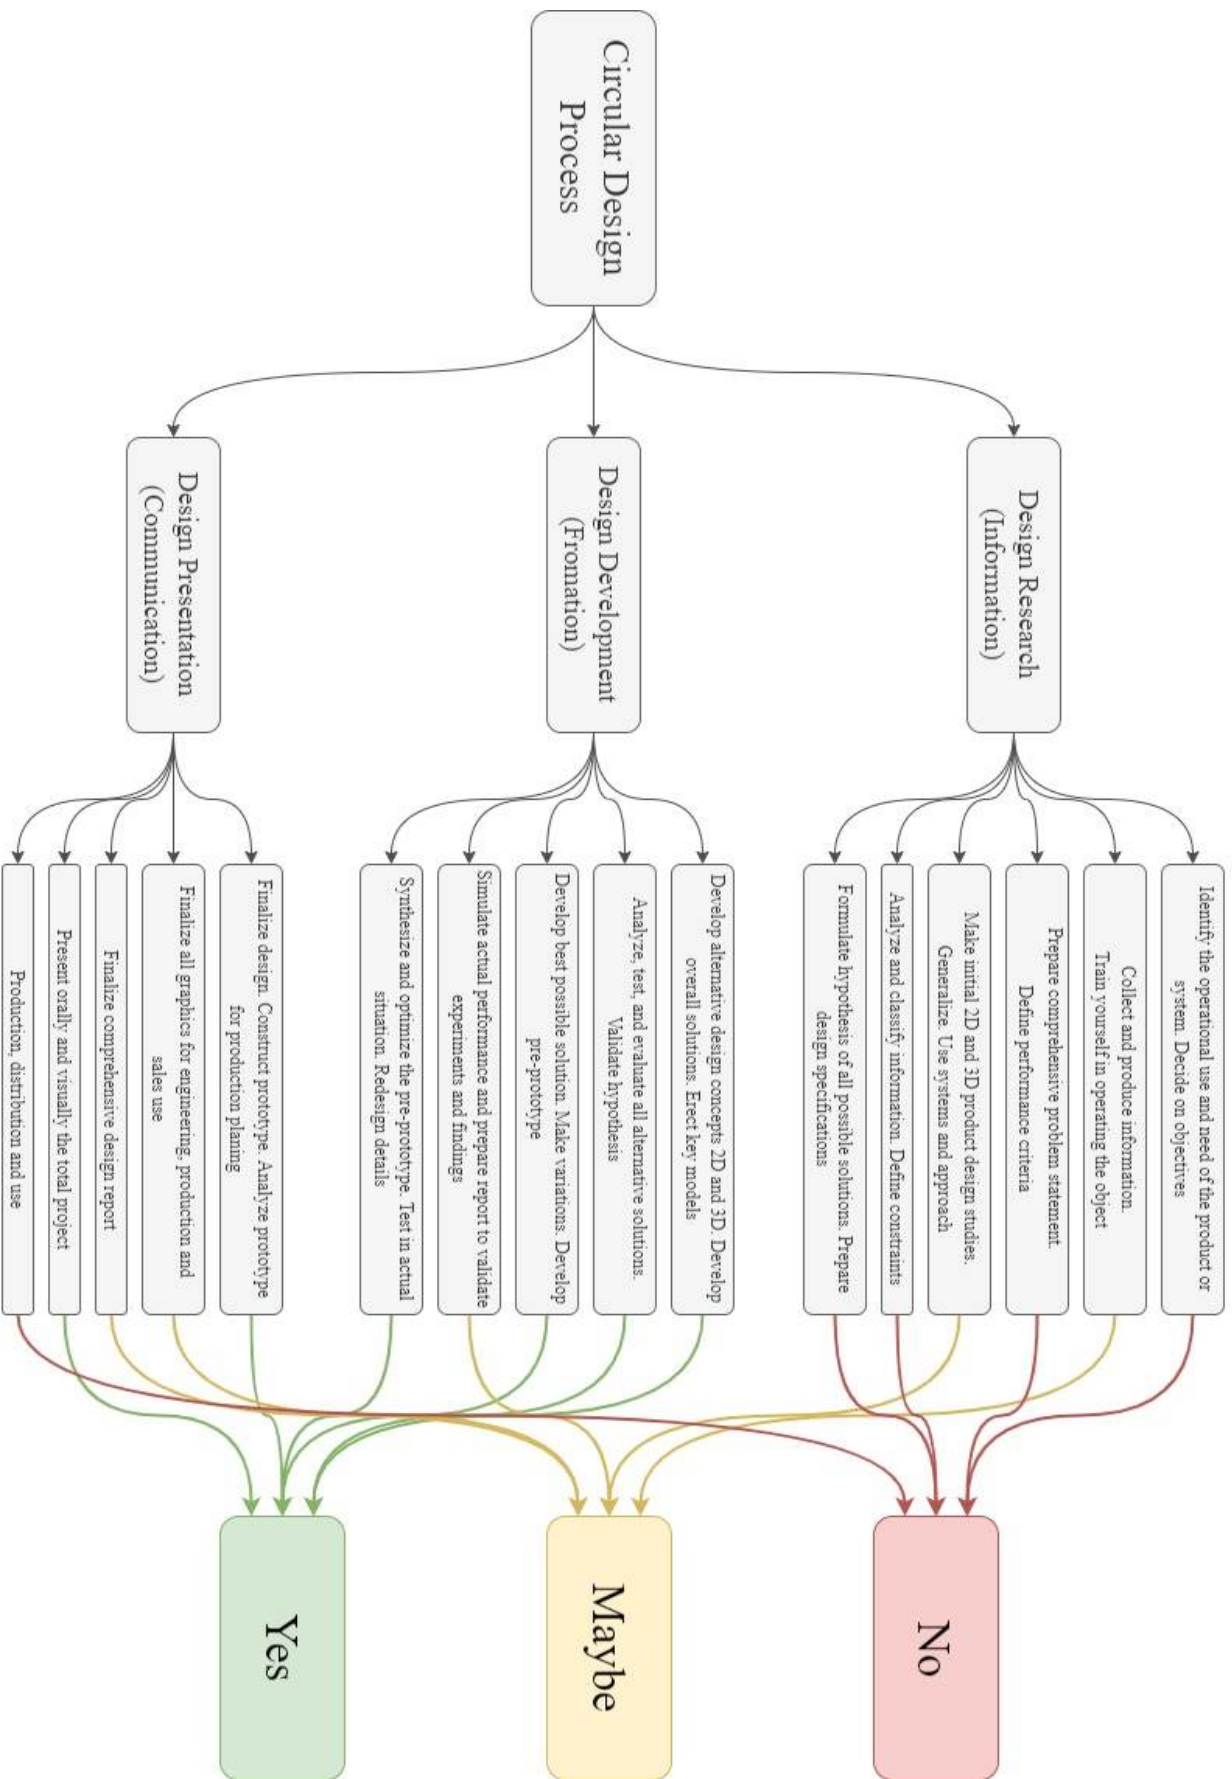 Circular Design
Process
Design Research
(Information)
Design Development
(Fromation)
Design Presentation
(Communication)
Identify the operational use and need of the product or
system. Decide on objectives
Collect and produce information.
Train yourself in operating the object
Prepare comprehensive problem statement.
Define performance criteria
Make initial 2D and 3D product design studies.
Generalize. Use systems and approach
Analyze and classify information. Define constraints
Formulate hypothesis of all possible solutions. Prepare
design specifications
Develop alternative design concepts 2D and 3D. Develop
overall solutions. Erect key models
Analyze, test, and evaluate all alternative solutions.
Validate hypothesis
Develop best possible solution. Make variations. Develop
pre-prototype
Simulate actual performance and prepare report to validate
experiments and findings
Synthesize and optimize the pre-prototype. Test in actual
situation. Redesign details
Finalize design. Construct prototype. Analyze prototype
for production planing
Finalize all graphics for engineering, production and
sales use
Finalize comprehensive design report
Present orally and visually the total project
Production, distribution and use
No
Maybe
Yes